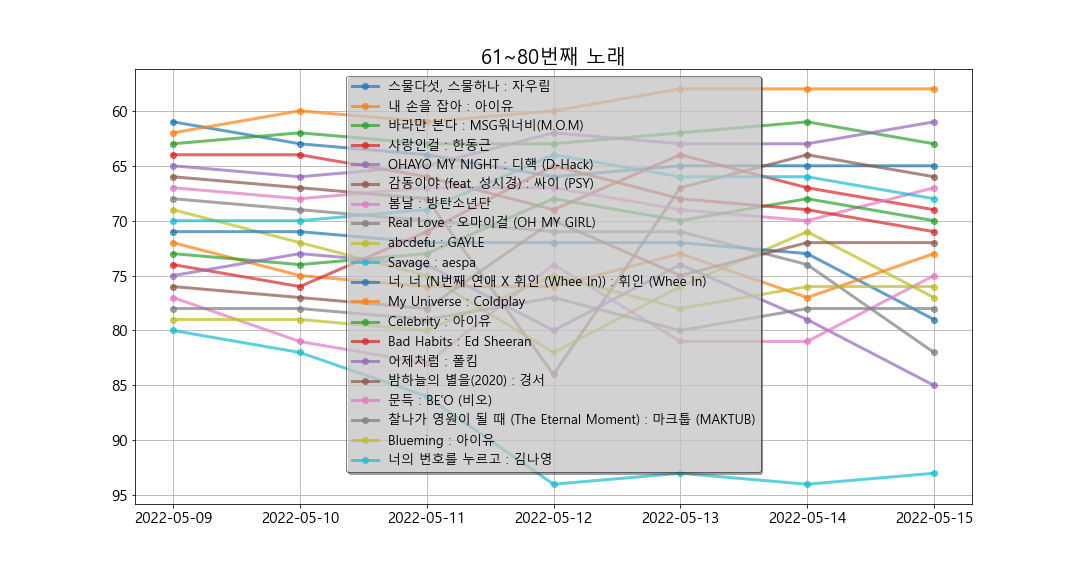 61~80번째 노래
스물다섯, 스물하나 : 자우림
내 손을 잡아 : 아이유
바라만 본다 : MSG워너비(M.O.M)
사랑인걸 : 한동근
OHAYO MY NIGHT : 디핵 (D-Hack)
감동이야 (feat. 성시경) : 싸이 (PSY)
봄날 : 방탄소년단
Real Love : 오마이걸 (OH MY GIRL)
abcdefu : GAYLE
Savage : aespa
너, 너 (N번째 연애 X 휘인 (Whee In)) : 휘인 (Whee In)
My Universe : Coldplay
Celebrity : 아이유
Bad Habits : Ed Sheeran
어제처럼 : 폴킴
밤하늘의 별을(2020) : 경서
문득 : BE'O (비오)
찰나가 영원이 될 때 (The Eternal Moment) : 마크툽 (MAKTUB)
Blueming : 아이유
너의 번호를 누르고 : 김나영
60
65
70
75
80
85
90
95
2022-05-09 2022-05-10 2022-05-11 2022-05-12 2022-05-13 2022-05-14 2022-05-15